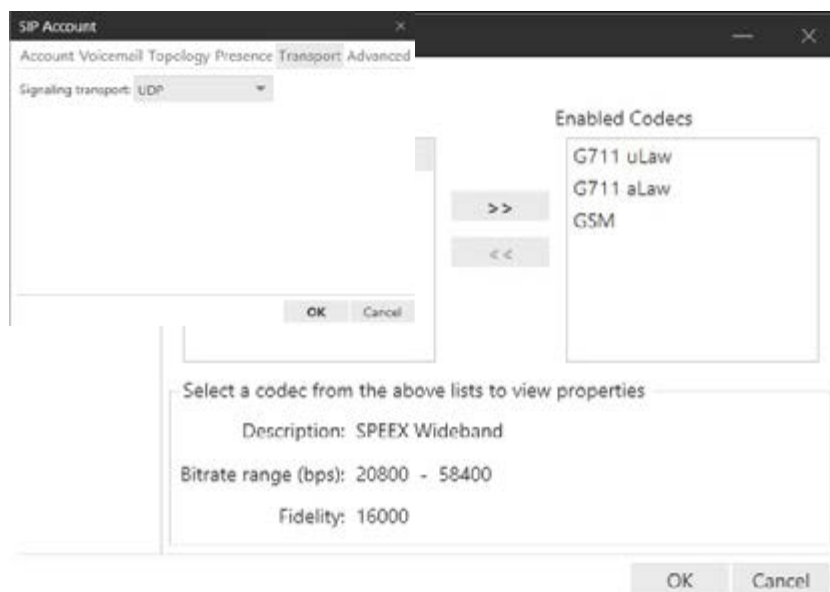 SIP Account
Account Voicemail Topology Presence Transport Advanced
Signaling transport: UDP
OK Cancel
Enabled Codecs
G711 uLaw
G711 aLaw
GSM
>>
<<
Select a codec from the above lists to view properties
Description: SPEEX Wideband
Bitrate range (bps): 20800 - 58400
Fidelity: 16000
OK Cancel